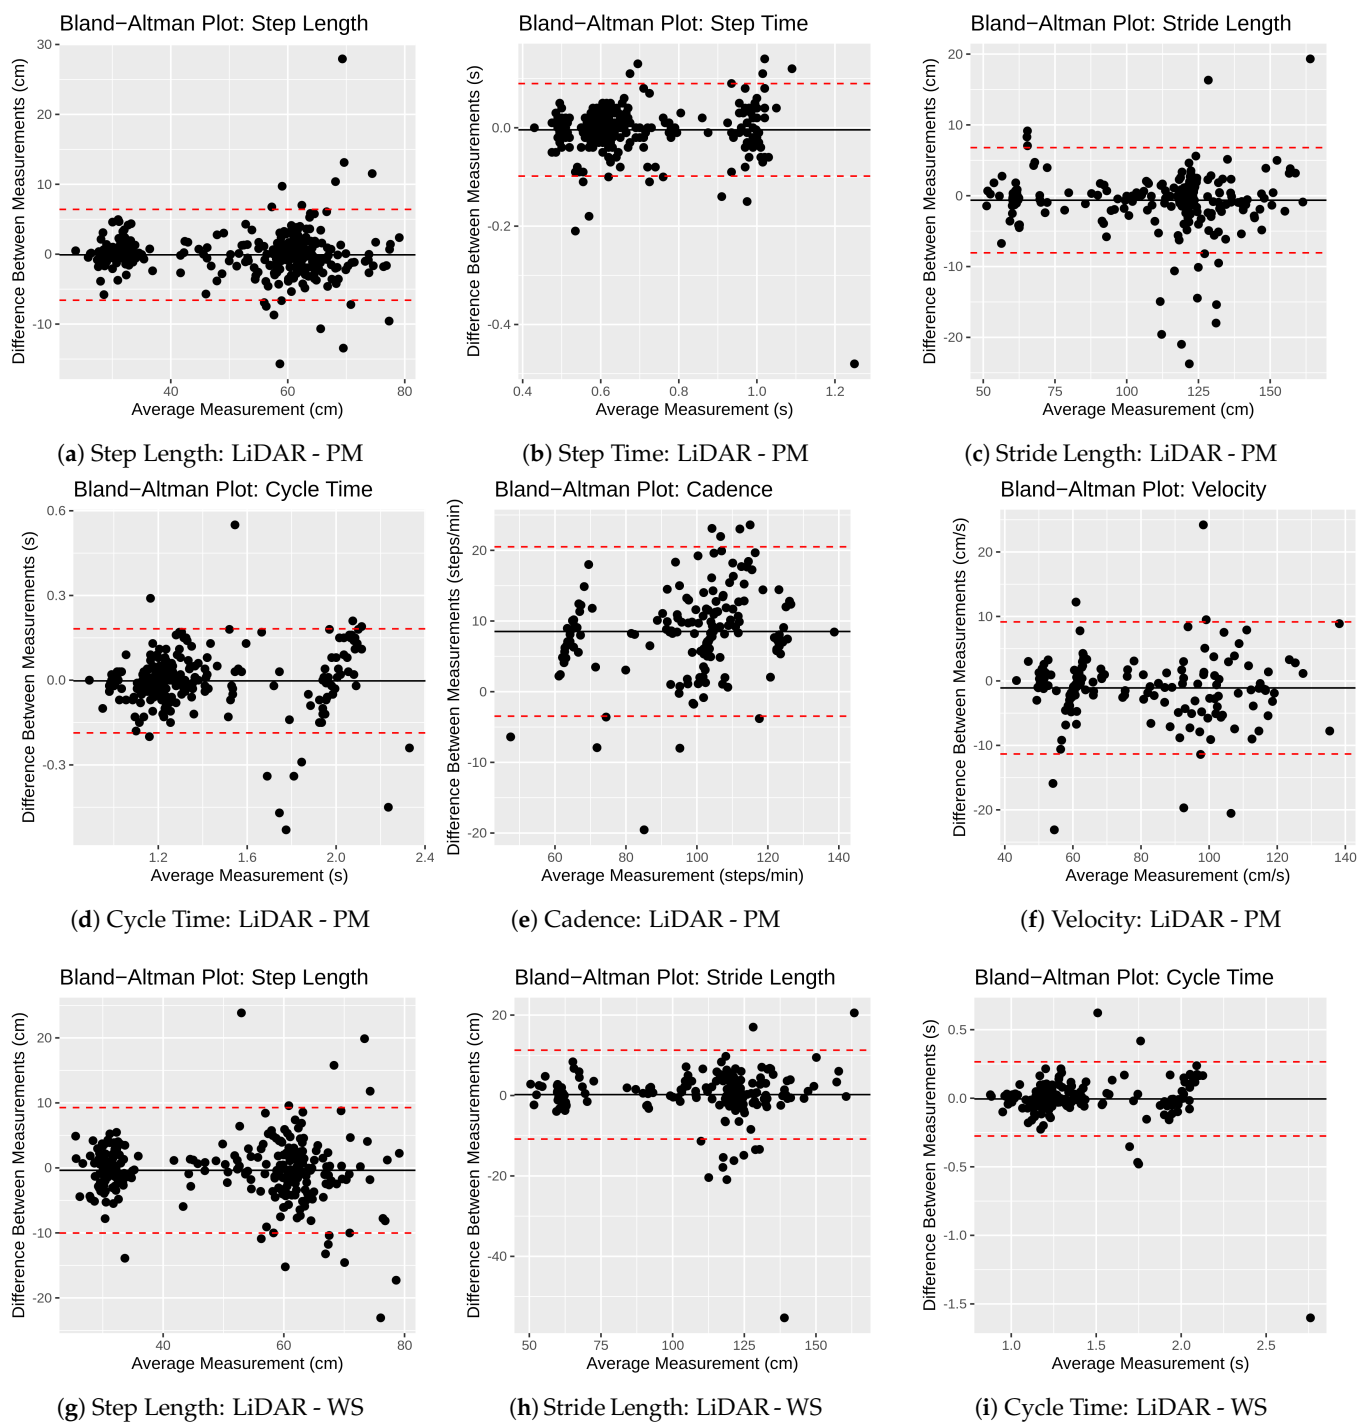 Bland−Altman Plot: Step Length
Difference Between Measurements (cm)
30
20
10
0
-10
40
60
80
Average Measurement (cm)
(a) Step Length: LiDAR - PM
Bland−Altman Plot: Step Time
Difference Between Measurements (s)
0.0
-0.2
-0.4
0.4
0.6
0.8
1.0
1.2
Average Measurement (s)
(b) Step Time: LiDAR - PM
Bland−Altman Plot: Stride Length
Difference Between Measurements (cm)
20
10
0
-10
-20
50
75
100
125
150
Average Measurement (cm)
(c) Stride Length: LiDAR - PM
Bland−Altman Plot: Cycle Time
Difference Between Measurements (s)
0.6
0.3
0.0
-0.3
1.2
1.6
2.0
2.4
Average Measurement (s)
(d) Cycle Time: LiDAR - PM
Bland−Altman Plot: Cadence
Difference Between Measurements (steps/min)
20
10
0
-10
-20
60
80
100
120
140
Average Measurement (steps/min)
(e) Cadence: LiDAR - PM
Bland−Altman Plot: Velocity
Difference Between Measurements (cm/s)
20
10
0
-10
-20
40
60
80
100
120
140
Average Measurement (cm/s)
(f) Velocity: LiDAR - PM
Bland−Altman Plot: Step Length
Difference Between Measurements (cm)
20
10
0
-10
-20
40
60
80
Average Measurement (cm)
(g) Step Length: LiDAR - WS
Bland−Altman Plot: Stride Length
Difference Between Measurements (cm)
20
0
-20
-40
50
75
100
125
150
Average Measurement (cm)
(h) Stride Length: LiDAR - WS
Bland−Altman Plot: Cycle Time
Difference Between Measurements (s)
0.5
0.0
-0.5
-1.0
-1.5
1.0
1.5
2.0
2.5
Average Measurement (s)
(i) Cycle Time: LiDAR - WS